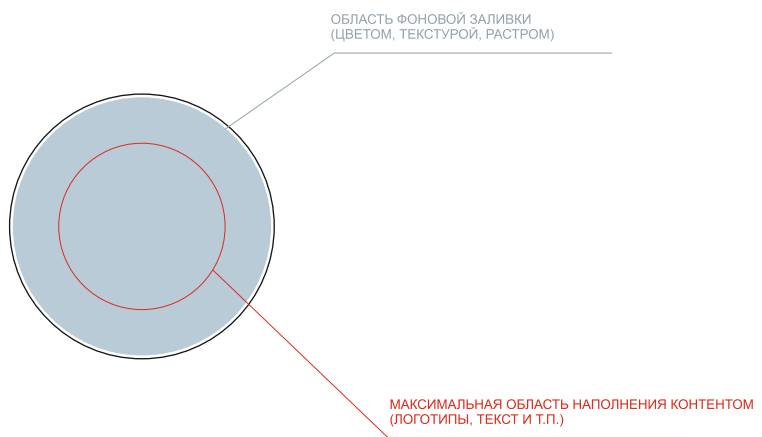 ОБЛАСТЬ ФОНОВОЙ ЗАЛИВКИ
(ЦВЕТОМ, ТЕКСТУРОЙ, РАСТРОМ)
МАКСИМАЛЬНАЯ ОБЛАСТЬ НАПОЛНЕНИЯ КОНТЕНТОМ
(ЛОГОТИПЫ, ТЕКСТ И Т.П.)